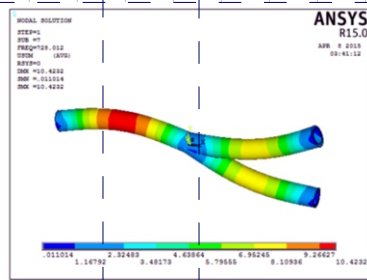 NODAL SOLUTION
STEP=1
SUB =7
FREQ=728.012
USUM (AVG)
RSYS=0
DMX =10.4232
SMN =.011014
SMX =10.4232
ANSYS
R15.0
APR 8 2015
02:41:12
.011014 2.32483 4.63864 6.95245 9.26627
1.16792 3.48173 5.79555 8.10936 10.4232